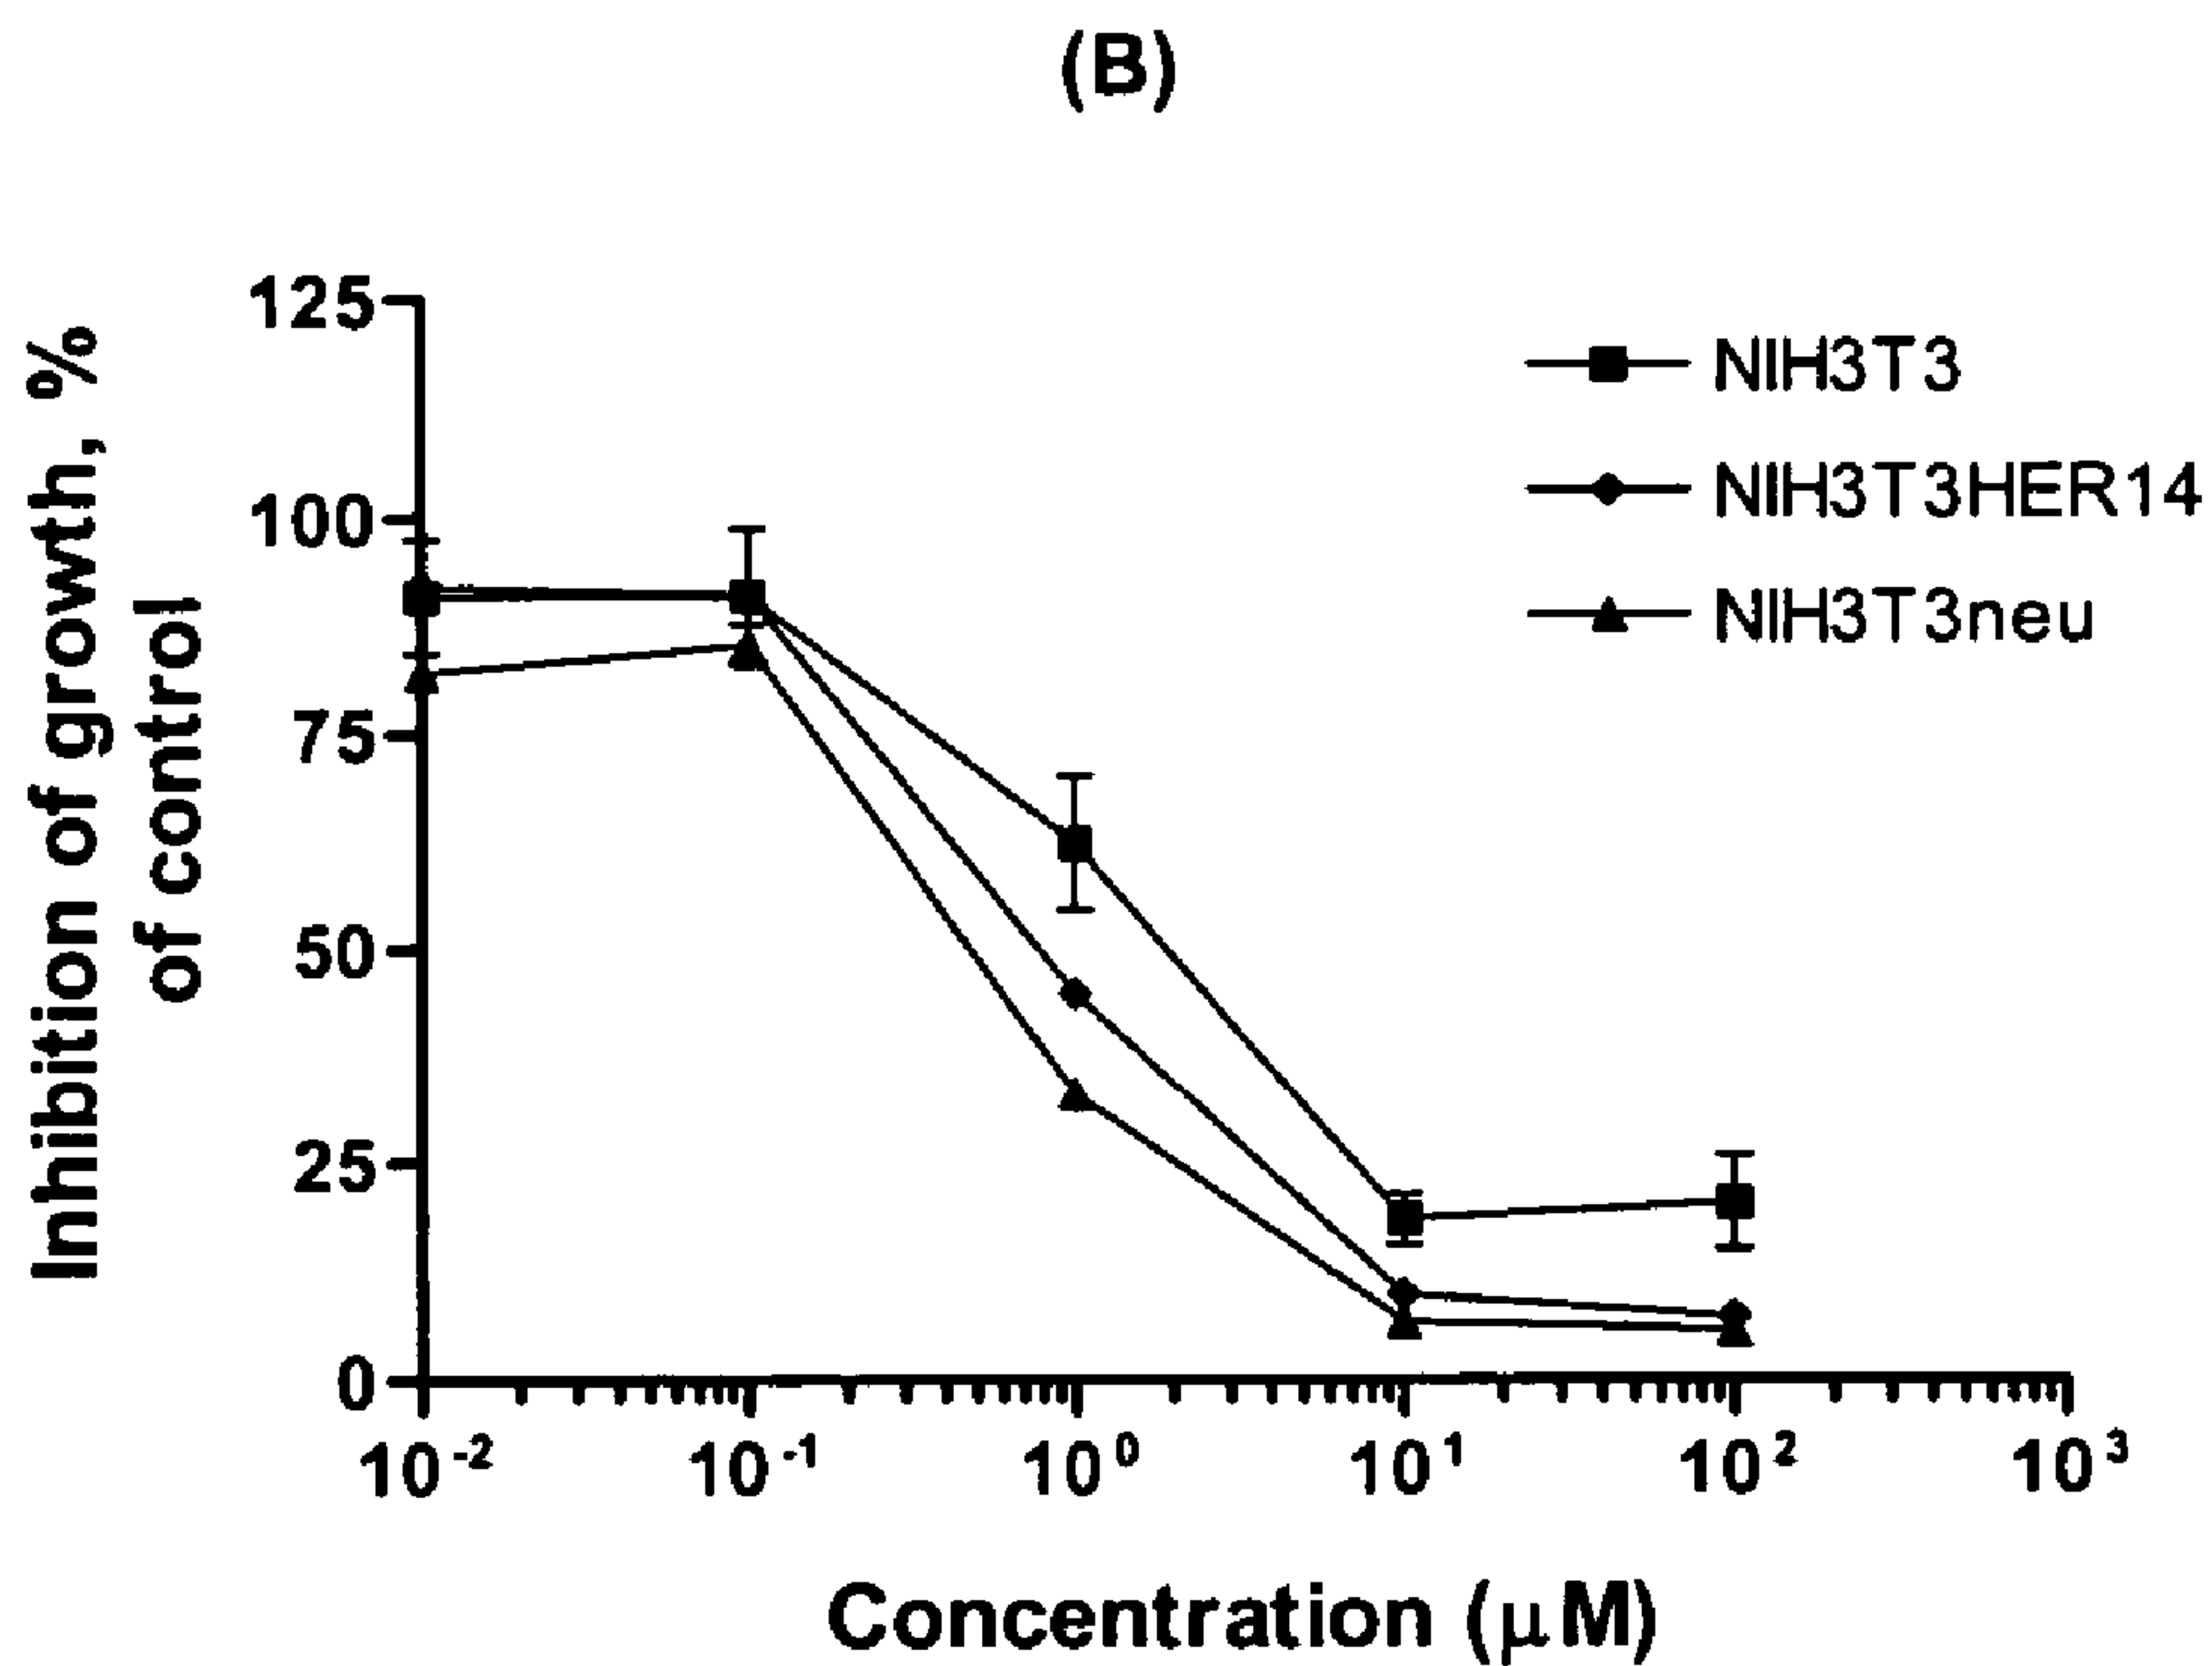 (B)
Inhibition of growth, %
of control
125
100
75
50
25
0
NIH3T3
NIH3T3HER14
NIH3T3neu
10⁻² 10⁻¹ 10⁰ 10¹ 10² 10³
Concentration (μM)